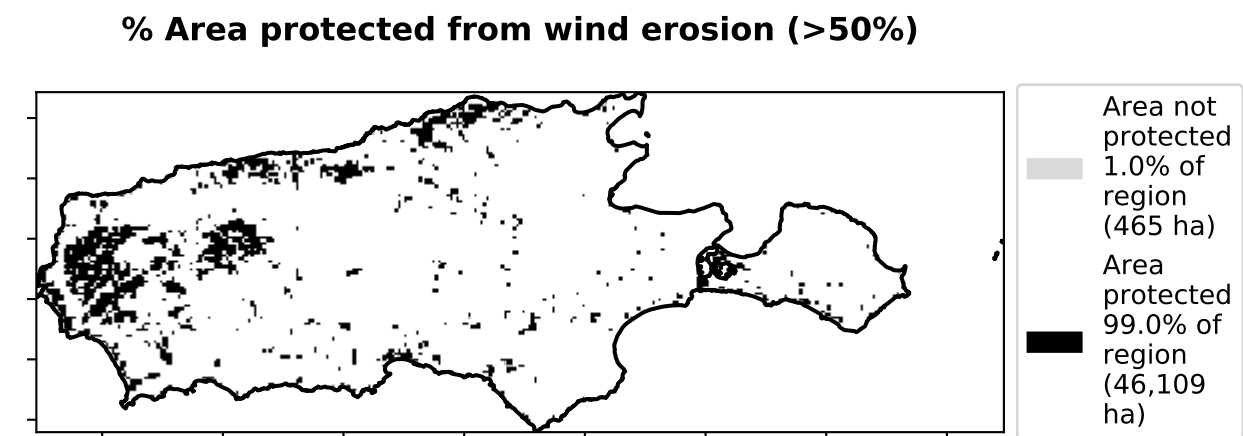 % Area protected from wind erosion (>50%)
Area not
protected
1.0% of
region
(465 ha)
Area
protected
99.0% of
region
(46,109
ha)